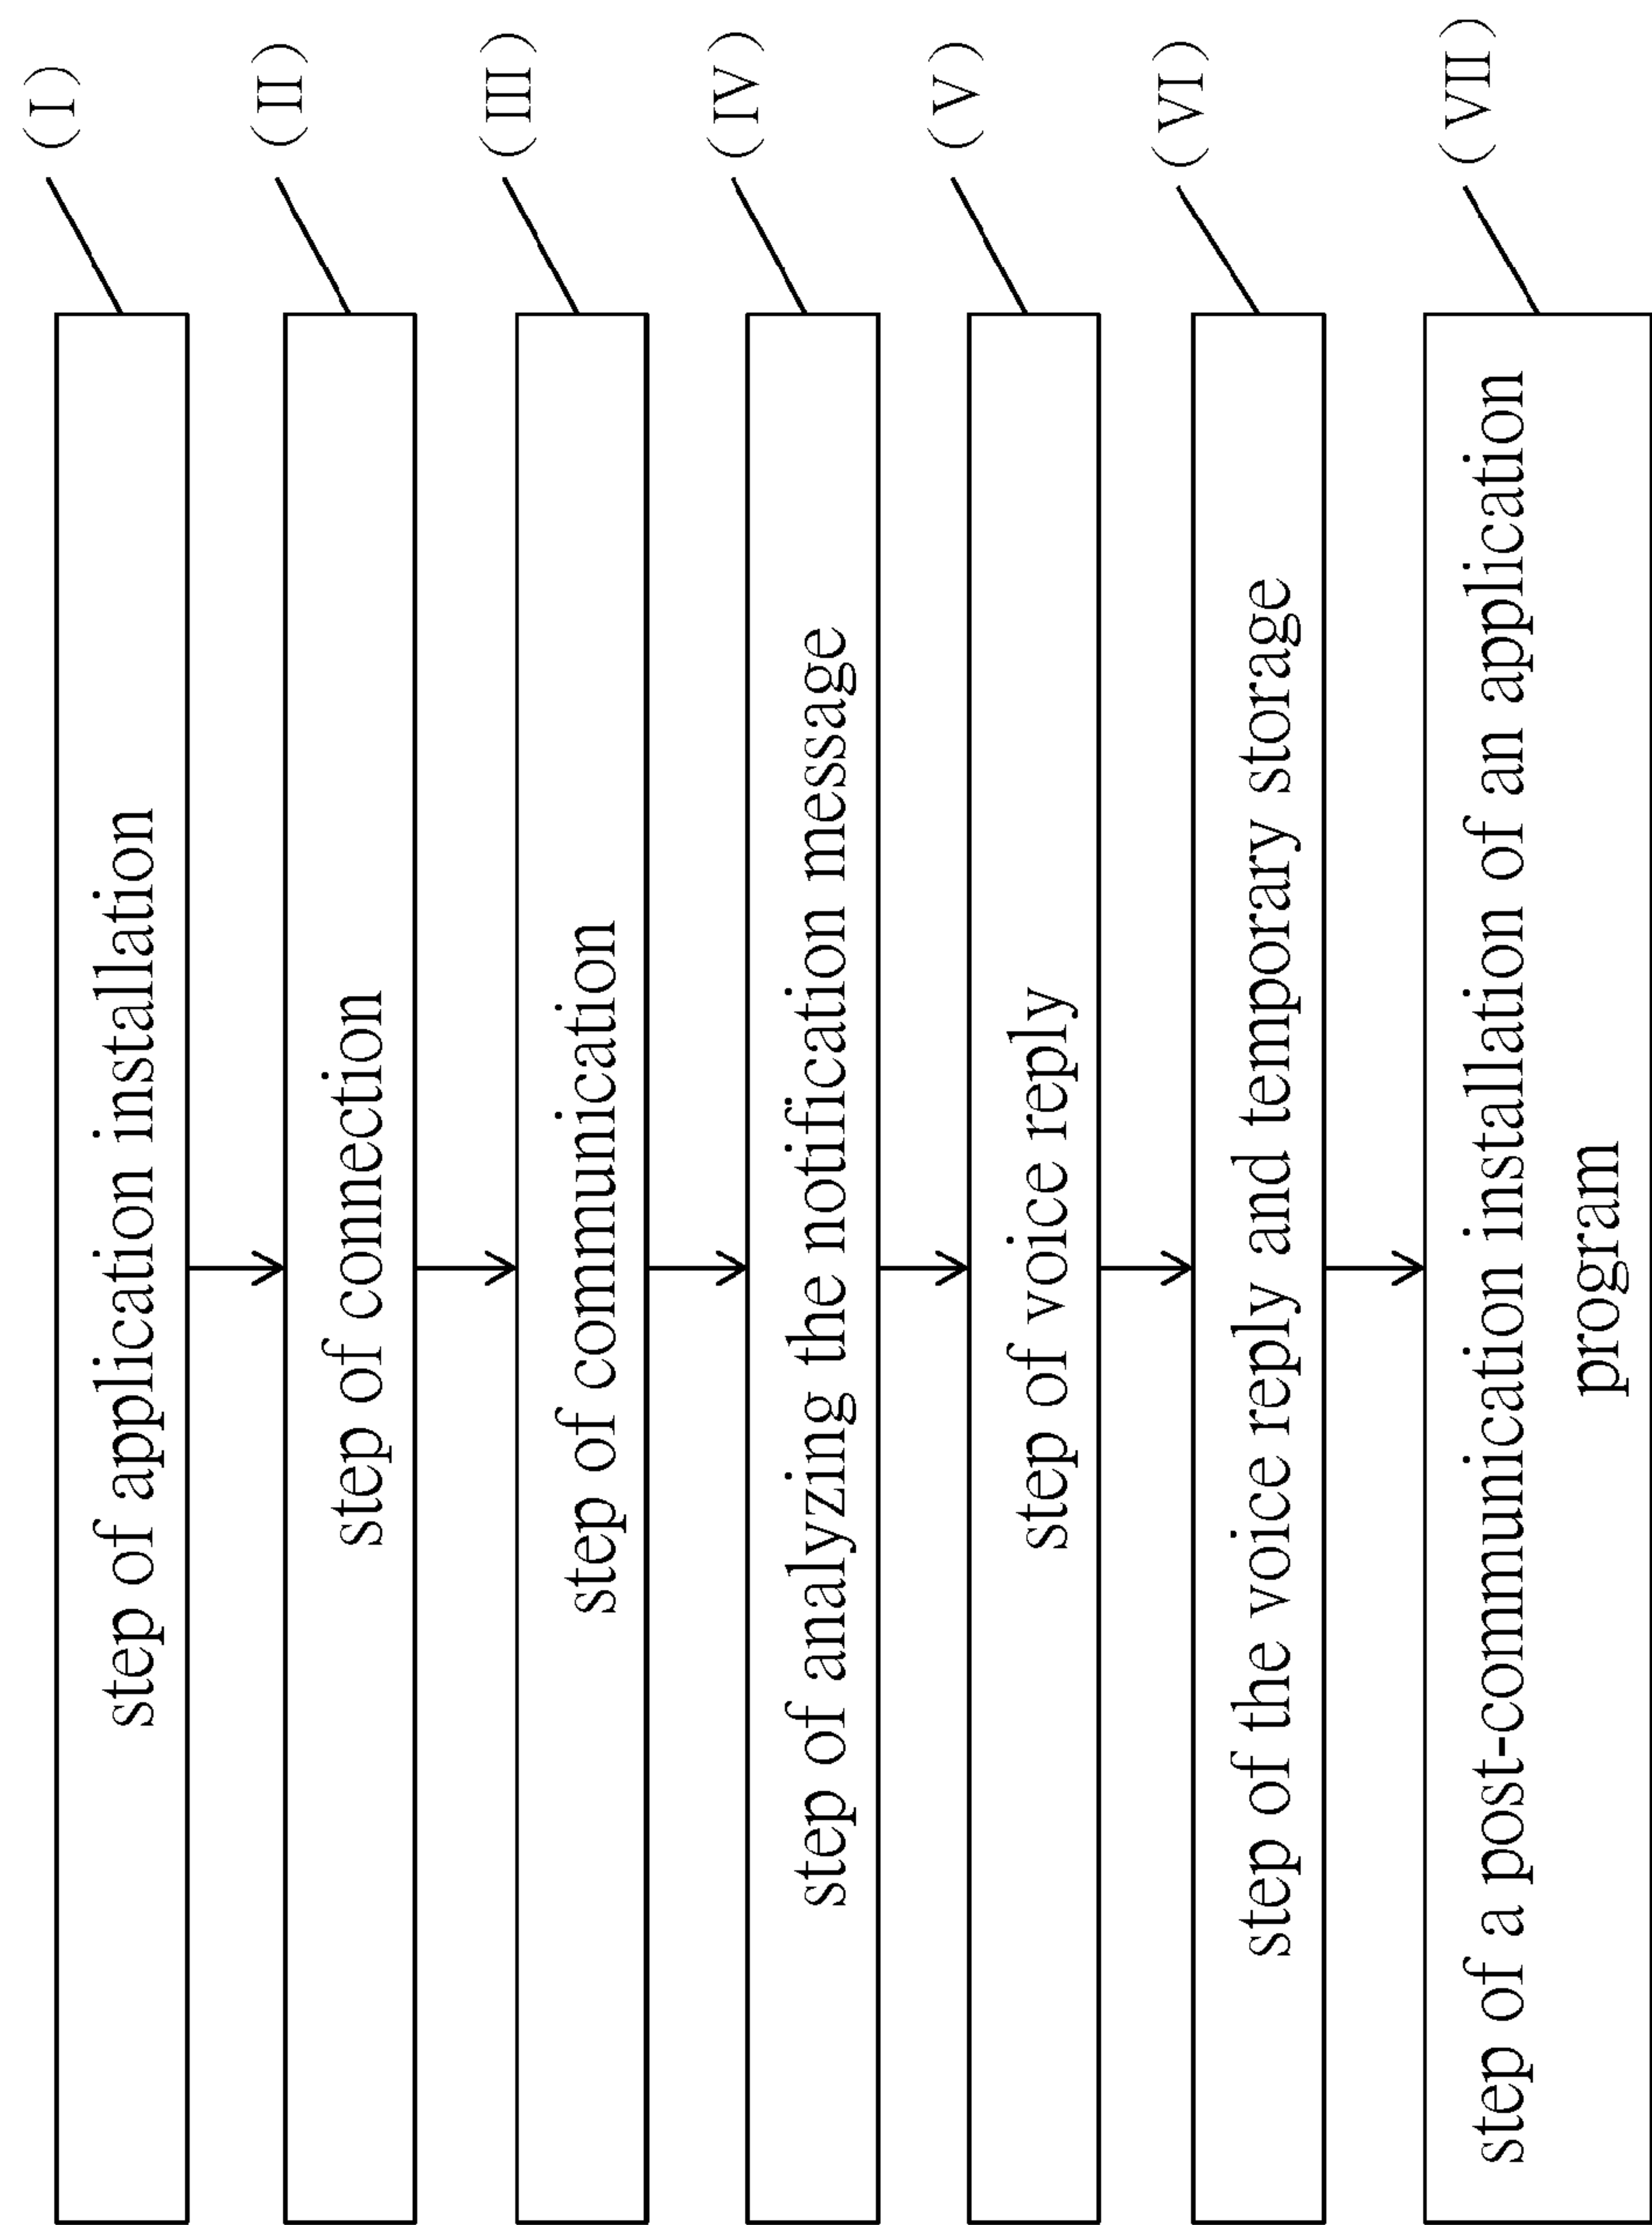 step of application installation
(I)
step of connection
(II)
step of communication
(III)
step of analyzing the notification message
(IV)
step of voice reply
(V)
step of the voice reply and temporary storage
(VI)
step of a post-communication installation of an application
program
(VII)